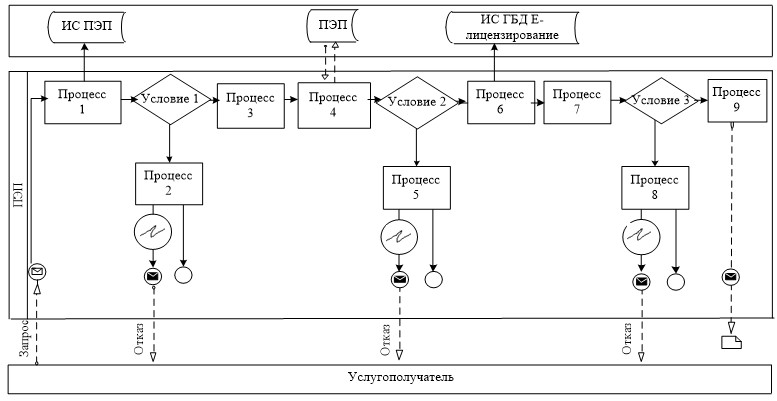 ИС ПЭП
ПЭП
ИС ГБД Е-
лицензирование
Процесс
1
Условие 1
Процесс
3
Процесс
4
Условие 2
Процесс
6
Процесс
7
Условие 3
Процесс
9
Процесс
2
Процесс
5
Процесс
8
ПЭП
Запрос
Отказ
Отказ
Отказ
Услугополучатель